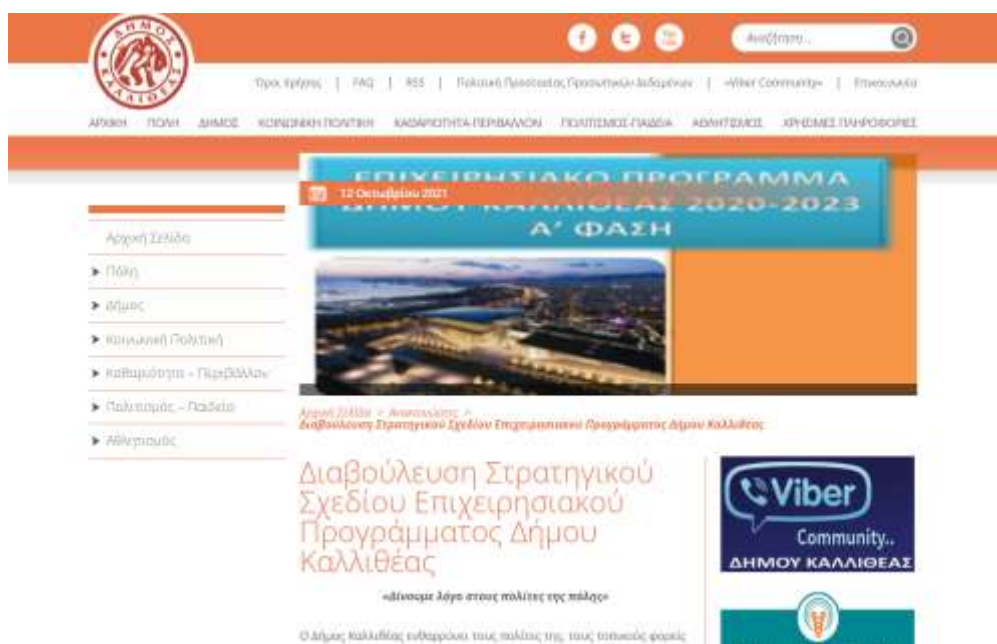 ΔΗΜΟΣ ΚΑΛΛΙΘΕΑΣ
f t You Tube
Αναζήτηση...
Όροι Χρήσης | FAQ | RSS | Πολιτική Προστασίας Προσωπικών Δεδομένων | «Viber Community» | Επικοινωνία
ΑΡΧΙΚΗ ΠΟΛΗ ΔΗΜΟΣ ΚΟΙΝΩΝΙΚΗ ΠΟΛΙΤΙΚΗ ΚΑΘΑΡΙΟΤΗΤΑ-ΠΕΡΙΒΑΛΛΟΝ ΠΟΛΙΤΙΣΜΟΣ-ΠΑΙΔΕΙΑ ΑΘΛΗΤΙΣΜΟΣ ΧΡΗΣΙΜΕΣ ΠΛΗΡΟΦΟΡΙΕΣ
ΕΠΙΧΕΙΡΗΣΙΑΚΟ ΠΡΟΓΡΑΜΜΑ
12 Οκτωβρίου 2021
ΔΗΜΟΥ ΚΑΛΛΙΘΕΑΣ 2020-2023
Α' ΦΑΣΗ
Αρχική Σελίδα
Πόλη
Δήμος
Κοινωνική Πολιτική
Καθαριότητα – Περιβάλλον
Πολιτισμός – Παιδεία
Αθλητισμός
Αρχική Σελίδα > Ανακοινώσεις >
Διαβούλευση Στρατηγικού Σχεδίου Επιχειρησιακού Προγράμματος Δήμου Καλλιθέας
Διαβούλευση Στρατηγικού
Σχεδίου Επιχειρησιακού
Προγράμματος Δήμου
Καλλιθέας
«Δίνουμε λόγο στους πολίτες της πόλης»
Ο Δήμος Καλλιθέας ενθαρρύνει τους πολίτες της, τους τοπικούς φορείς
Viber
Community..
ΔΗΜΟΥ ΚΑΛΛΙΘΕΑΣ